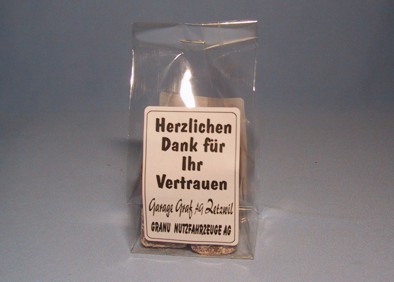 Herzlichen
Dank für
Ihr
Vertrauen
Garage Graf AG Zetzwil
GRANU NUTZFAHRZEUGE AG